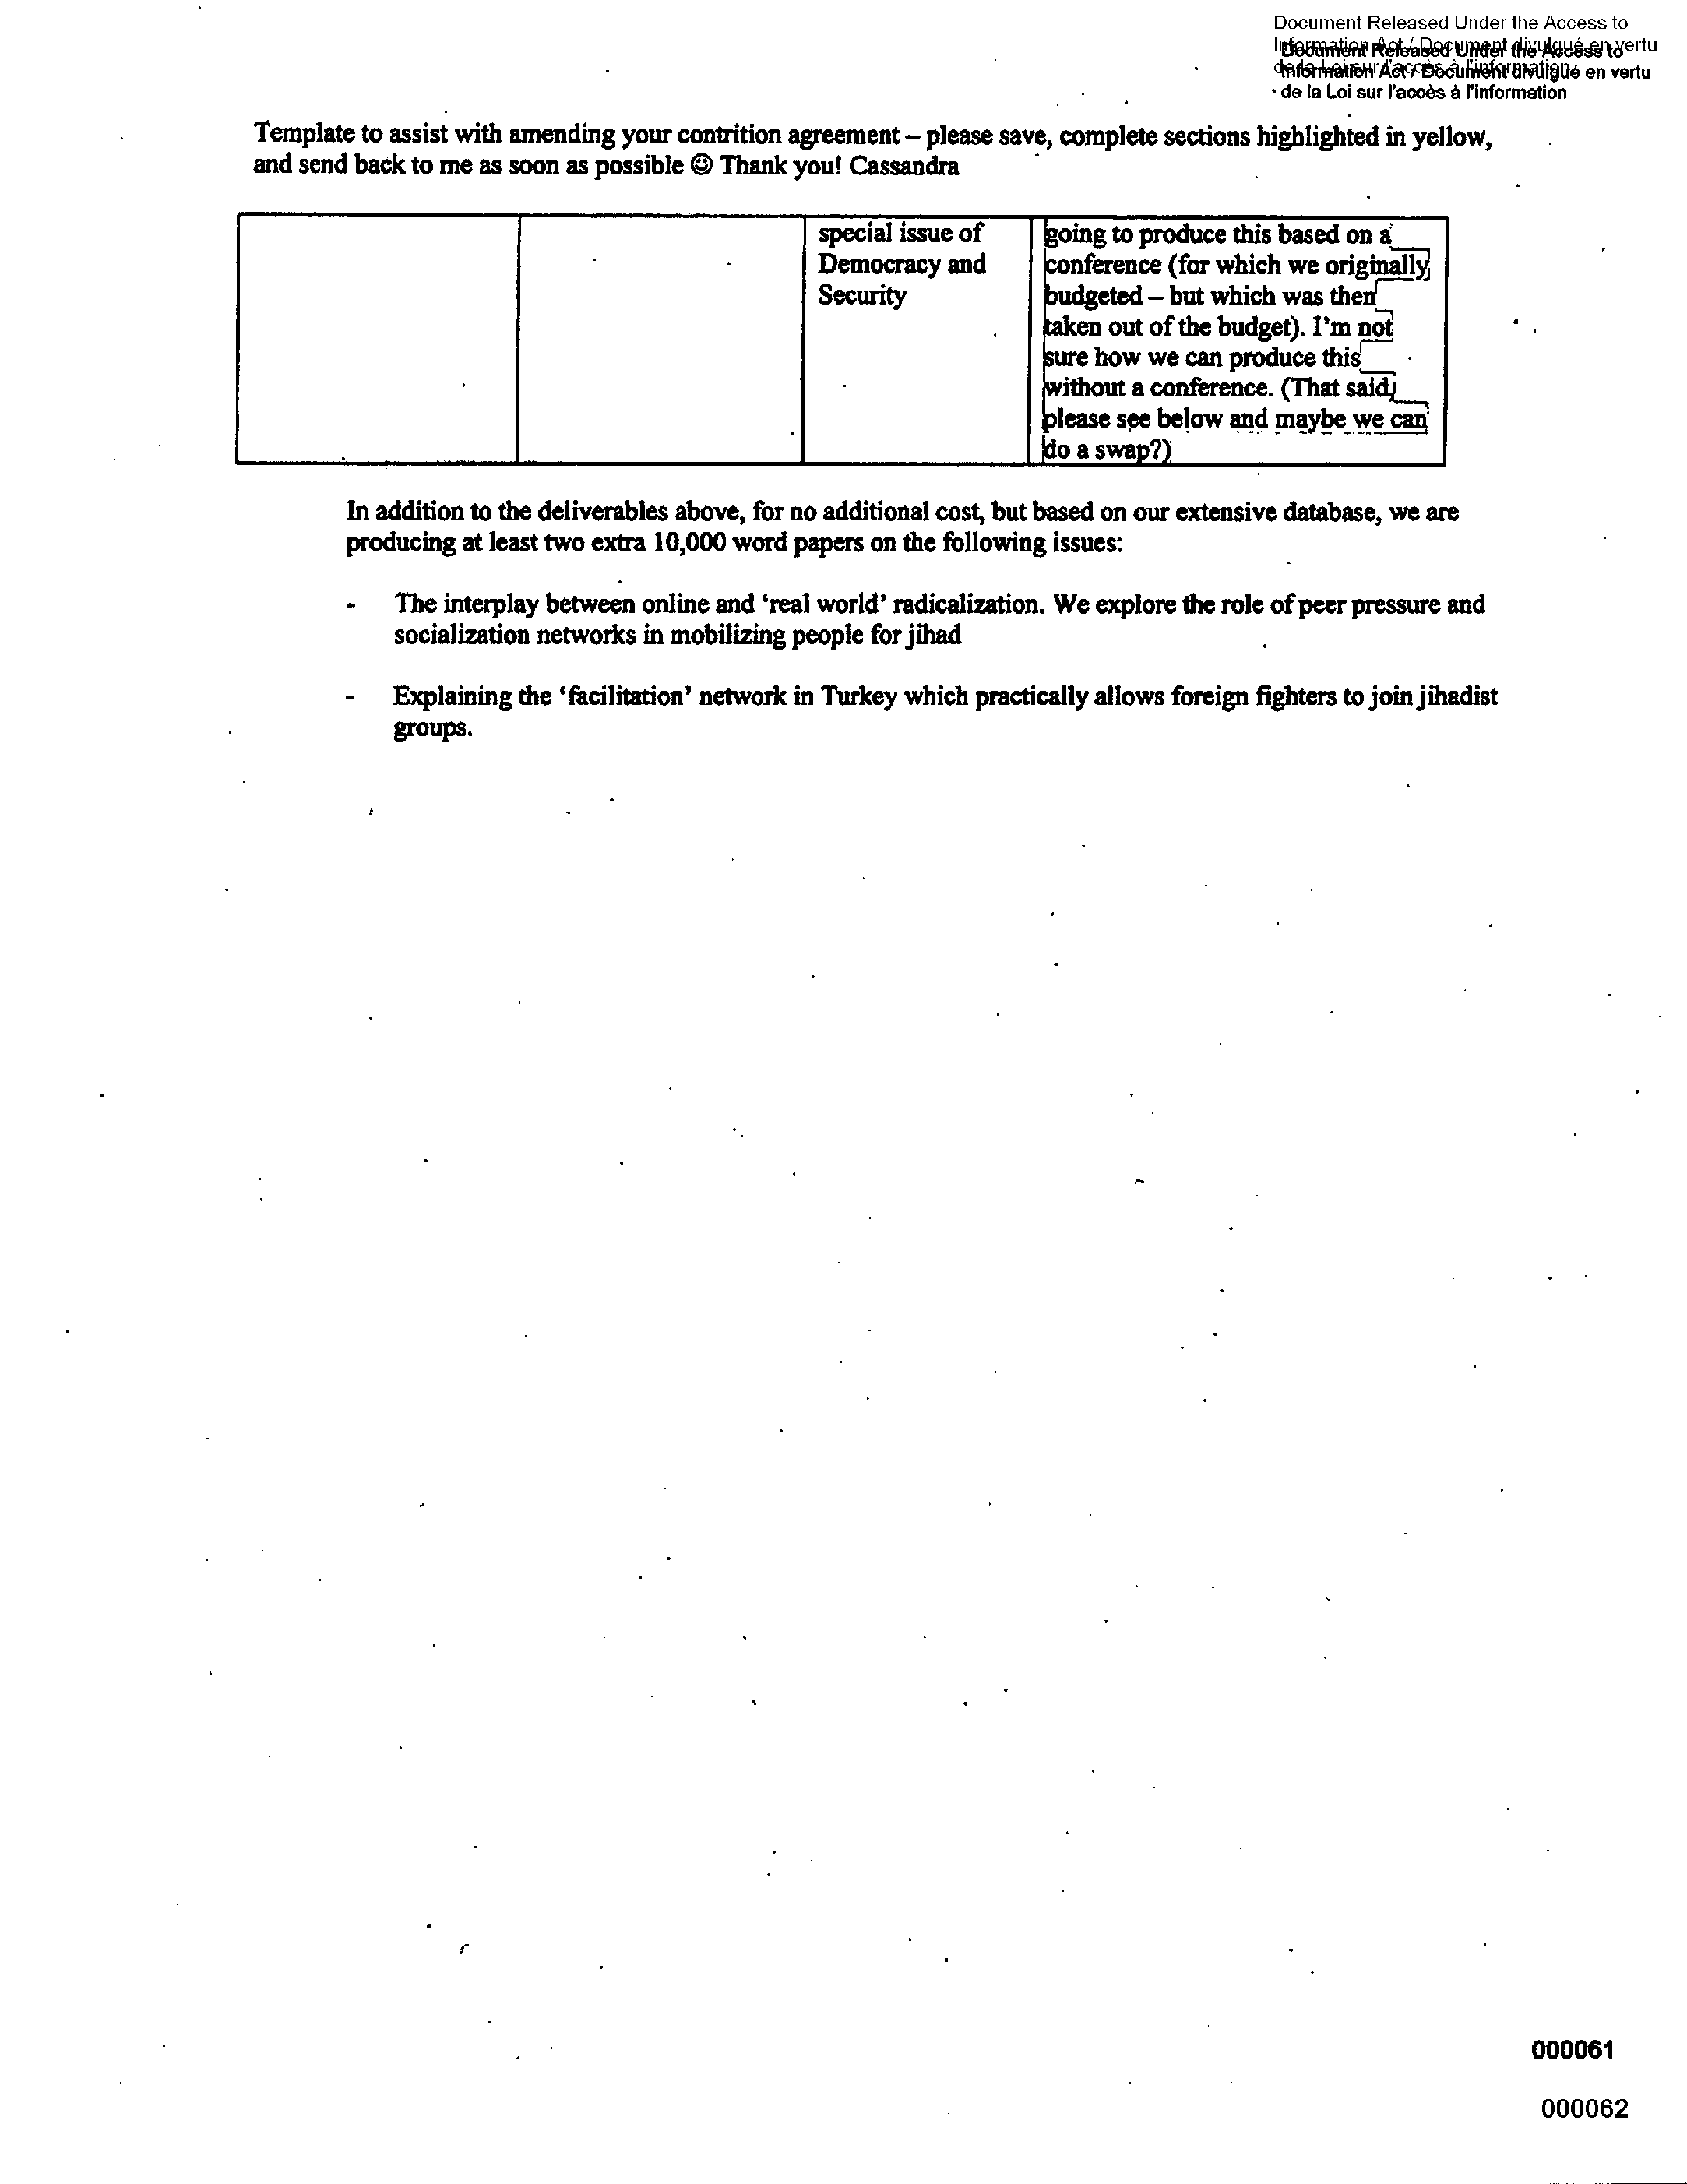 Document Released Under the Access to
Information Act / Document divulgué en vertu
Document Released Under the Access to
Information Act / Document divulgué en vertu
de la Loi sur l'accès à l'information
Template to assist with amending your contrition agreement – please save, complete sections highlighted in yellow,
and send back to me as soon as possible ☺ Thank you! Cassandra
special issue of
Democracy and
Security
going to produce this based on a
conference (for which we originally
budgeted – but which was then
taken out of the budget). I'm not
sure how we can produce this
without a conference. (That said,
please see below and maybe we can
do a swap?)
In addition to the deliverables above, for no additional cost, but based on our extensive database, we are
producing at least two extra 10,000 word papers on the following issues:
- The interplay between online and ‘real world’ radicalization. We explore the role of peer pressure and
socialization networks in mobilizing people for jihad
- Explaining the ‘facilitation’ network in Turkey which practically allows foreign fighters to join jihadist
groups.
000061
000062